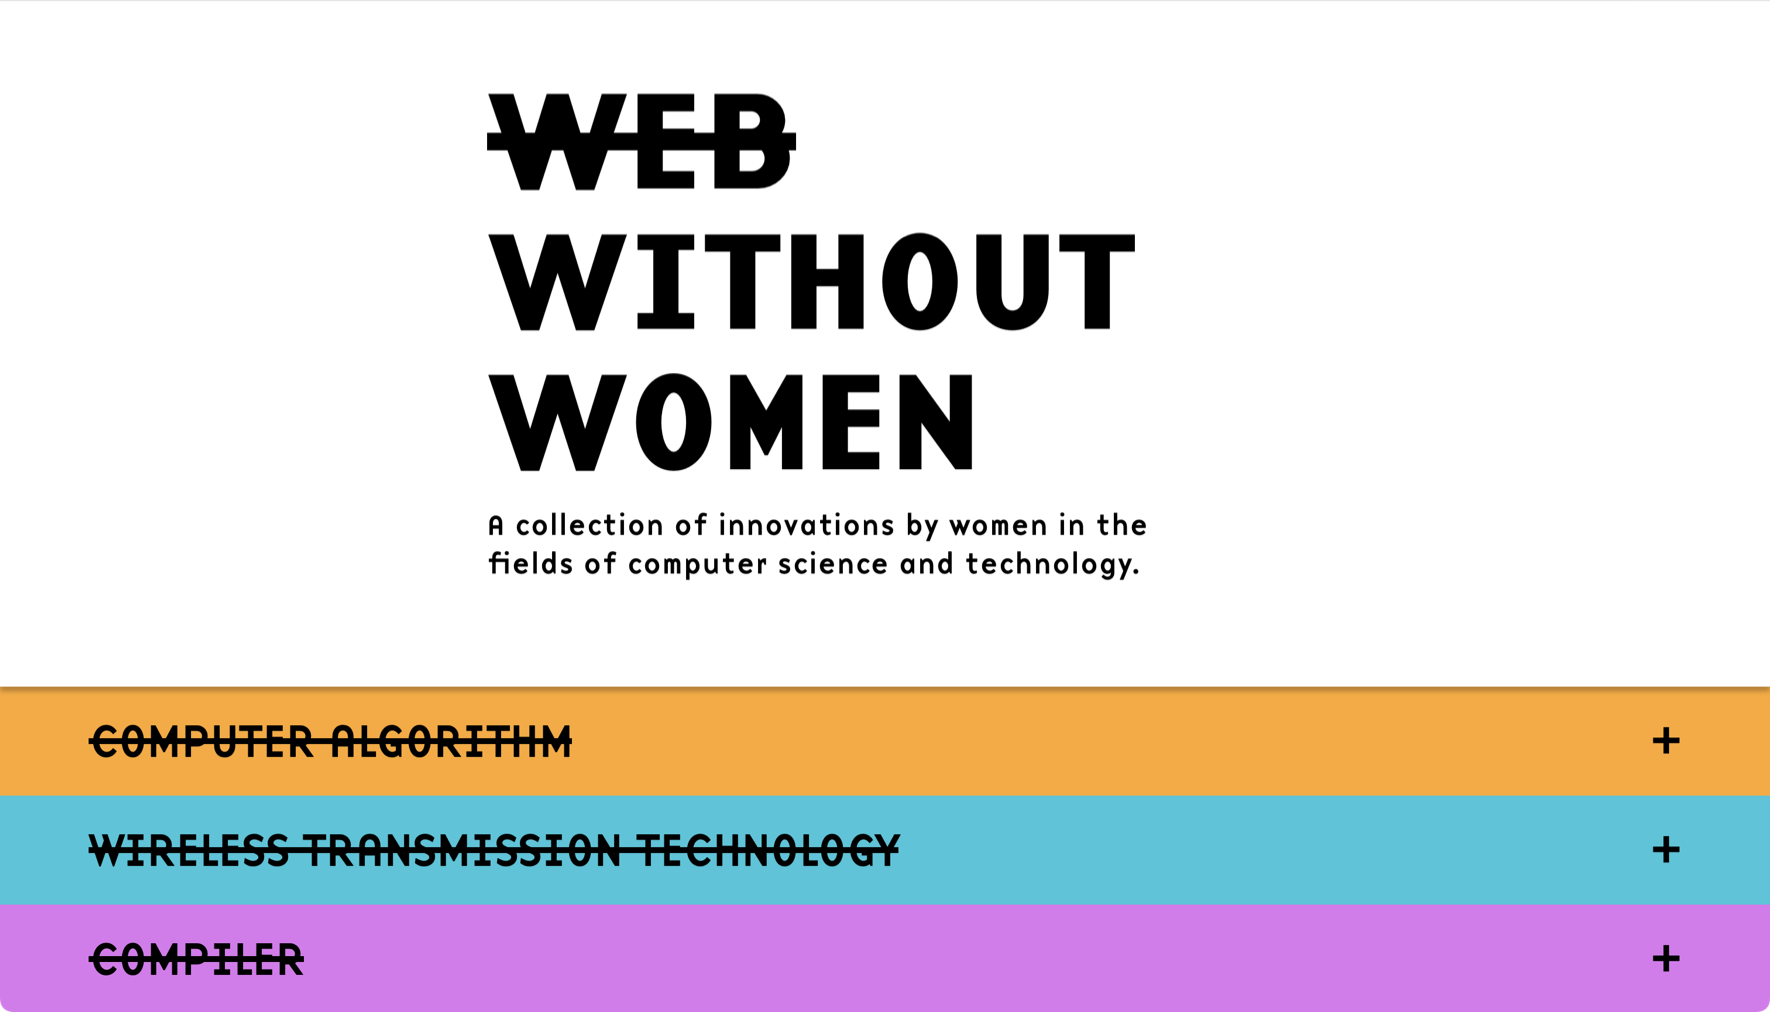 WEB
WITHOUT
WOMEN
A collection of innovations by women in the
fields of computer science and technology.
COMPUTER ALGORITHM +
WIRELESS TRANSMISSION TECHNOLOGY +
COMPILER +